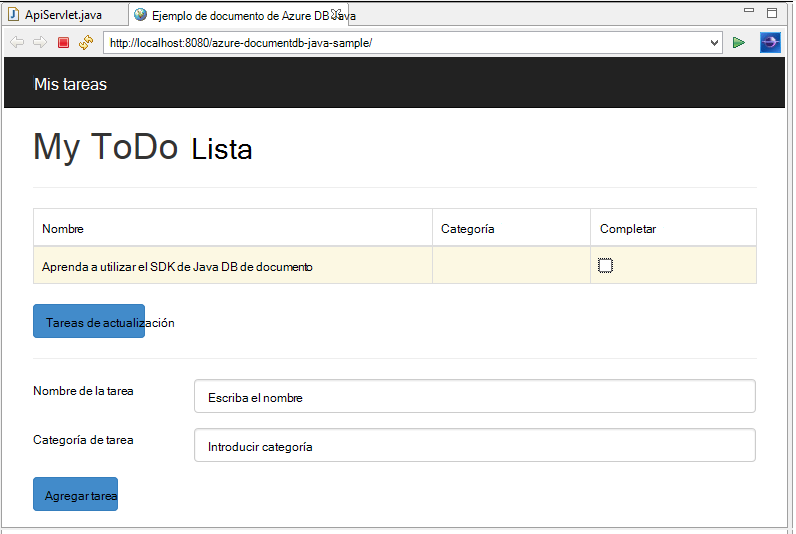 ApiServlet.java
Ejemplo de documento de Azure DB Java
http://localhost:8080/azure-documentdb-java-sample/
Mis tareas
My ToDo Lista
Nombre Categoría Completar
Aprenda a utilizar el SDK de Java DB de documento
Tareas de actualización
Nombre de la tarea Escriba el nombre
Categoría de tarea Introducir categoría
Agregar tarea